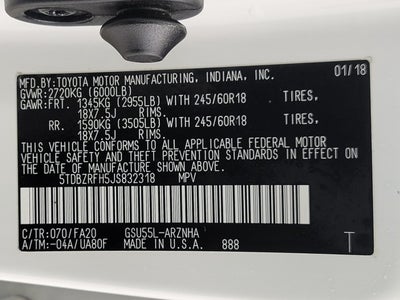 MFD.BY:TOYOTA MOTOR MANUFACTURING, INDIANA, INC. 01/18
GVWR:2720KG (6000LB)
GAWR:FRT. 1345KG (2955LB) WITH 245/60R18 TIRES,
18X7.5J RIMS.
RR. 1590KG (3505LB) WITH 245/60R18 TIRES,
18X7.5J RIMS.
THIS VEHICLE CONFORMS TO ALL APPLICABLE FEDERAL MOTOR
VEHICLE SAFETY AND THEFT PREVENTION STANDARDS IN EFFECT
ON THE DATE OF MANUFACTURE SHOWN ABOVE.
5TDBZRFH5JS832318 MPV
C/TR:070/FA20 GSU55L-ARZNHA
A/TM:-04A/UA80F MADE IN U.S.A. 888 T